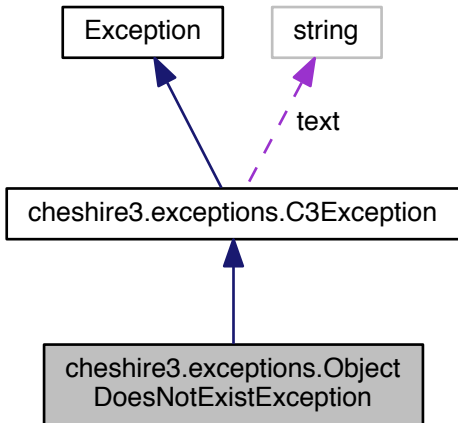 Exception
string
text
cheshire3.exceptions.C3Exception
cheshire3.exceptions.Object
DoesNotExistException